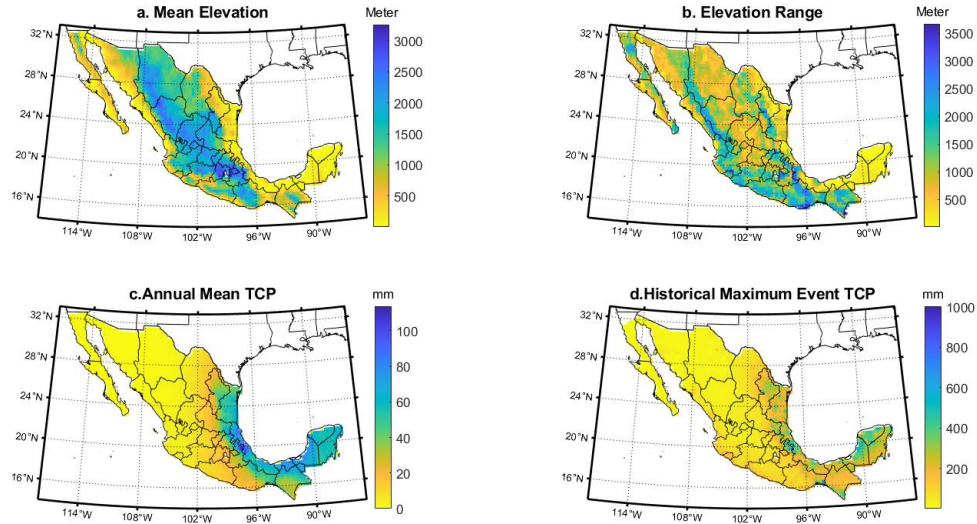 a. Mean Elevation
Meter
32°N
28°N
24°N
20°N
16°N
114°W
108°W
102°W
96°W
90°W
3000
2500
2000
1500
1000
500
b. Elevation Range
Meter
32°N
28°N
24°N
20°N
16°N
114°W
108°W
102°W
96°W
90°W
3500
3000
2500
2000
1500
1000
500
c.Annual Mean TCP
mm
32°N
28°N
24°N
20°N
16°N
114°W
108°W
102°W
96°W
90°W
100
80
60
40
20
0
d.Historical Maximum Event TCP
mm
32°N
28°N
24°N
20°N
16°N
114°W
108°W
102°W
96°W
90°W
1000
800
600
400
200